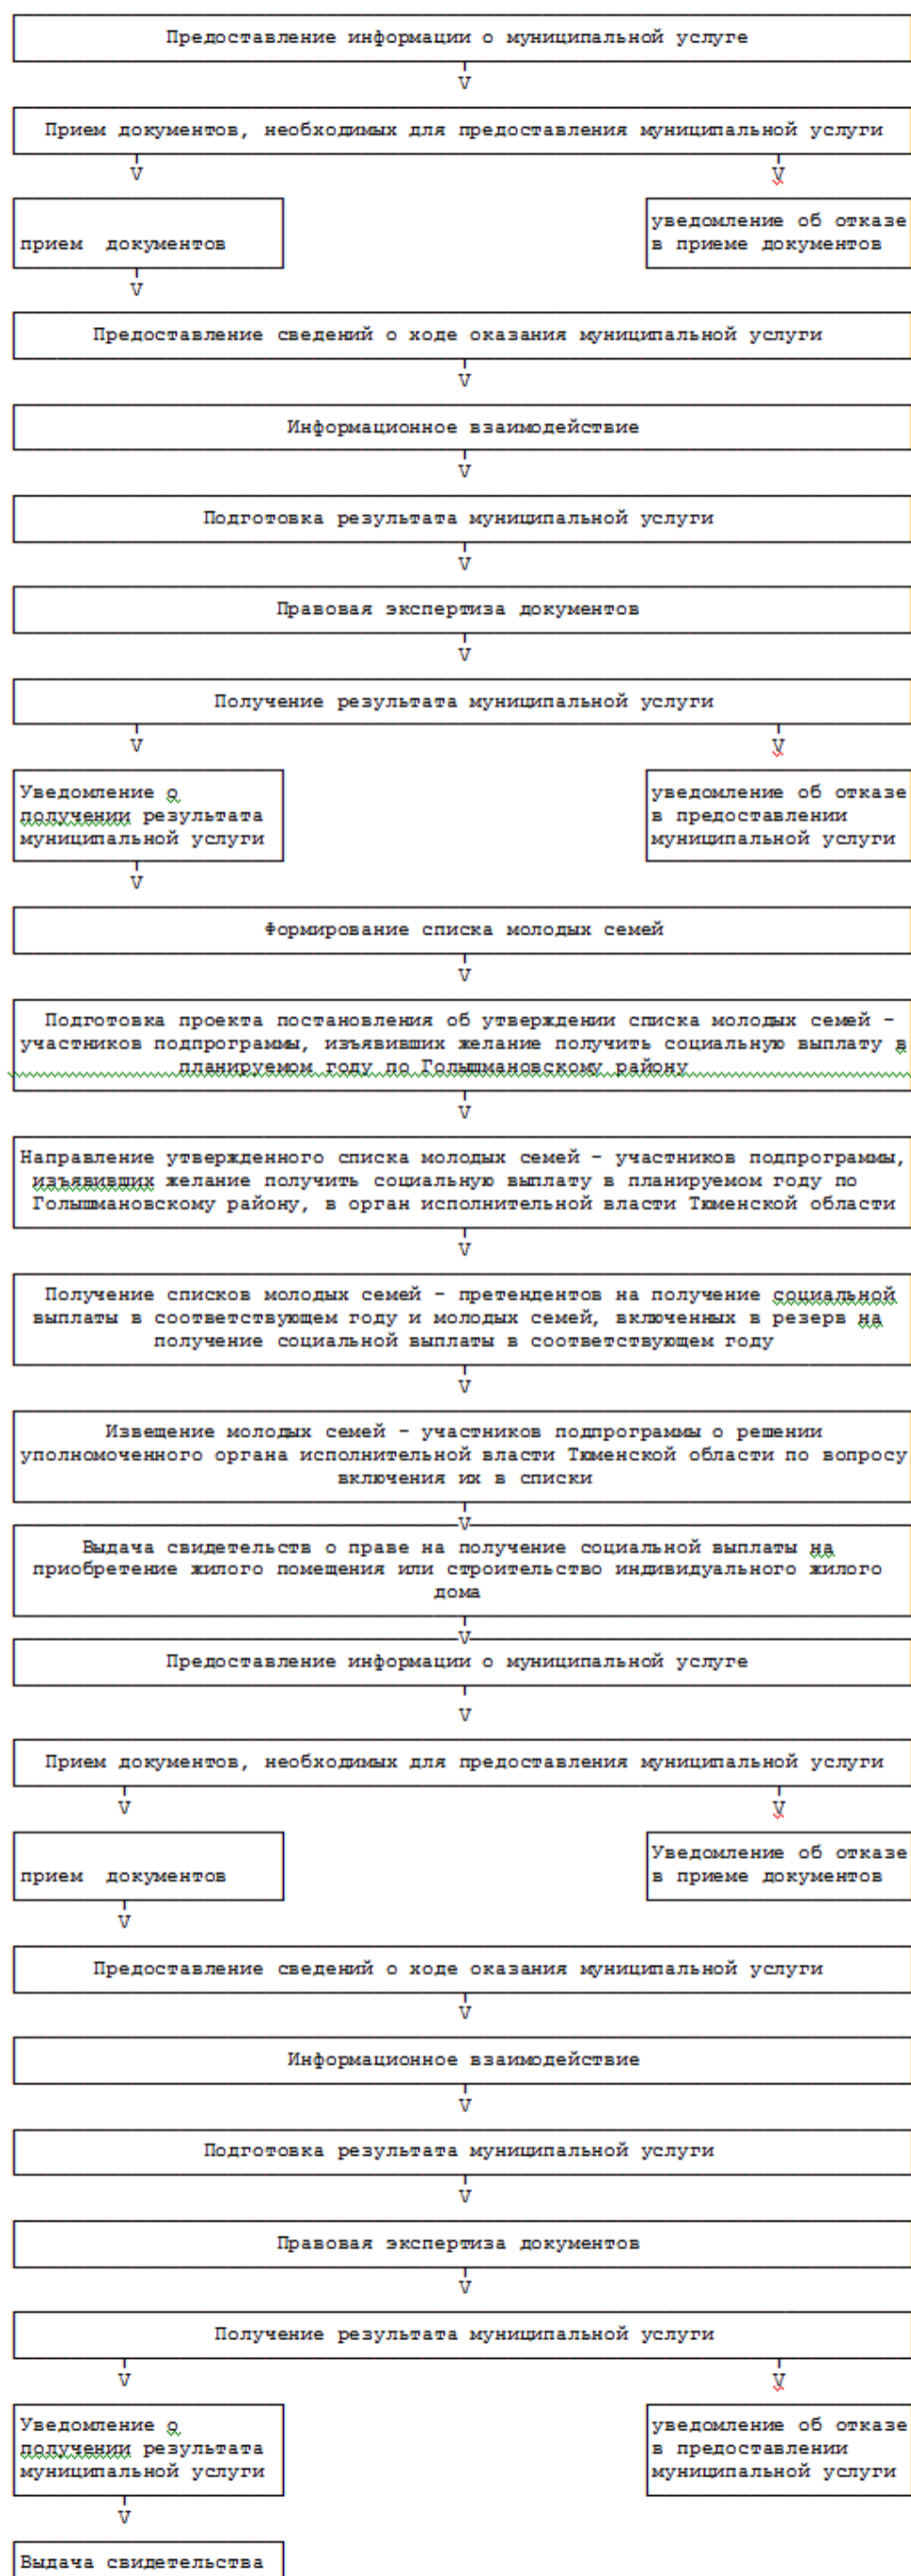 Предоставление информации о муниципальной услуге
V
Прием документов, необходимых для предоставления муниципальной услуги
V V
прием документов
уведомление об отказе
в приеме документов
V
Предоставление сведений о ходе оказания муниципальной услуги
V
Информационное взаимодействие
V
Подготовка результата муниципальной услуги
V
Правовая экспертиза документов
V
Получение результата муниципальной услуги
V V
Уведомление о
получении результата
муниципальной услуги
уведомление об отказе
в предоставлении
муниципальной услуги
V
Формирование списка молодых семей
V
Подготовка проекта постановления об утверждении списка молодых семей -
участников подпрограммы, изъявивших желание получить социальную выплату в
планируемом году по Голышмановскому району
V
Направление утвержденного списка молодых семей - участников подпрограммы,
изъявивших желание получить социальную выплату в планируемом году по
Голышмановскому району, в орган исполнительной власти Тюменской области
V
Получение списков молодых семей - претендентов на получение социальной
выплаты в соответствующем году и молодых семей, включенных в резерв на
получение социальной выплаты в соответствующем году
V
Извещение молодых семей - участников подпрограммы о решении
уполномоченного органа исполнительной власти Тюменской области по вопросу
включения их в списки
V
Выдача свидетельств о праве на получение социальной выплаты на
приобретение жилого помещения или строительство индивидуального жилого
дома
V
Предоставление информации о муниципальной услуге
V
Прием документов, необходимых для предоставления муниципальной услуги
V V
прием документов
Уведомление об отказе
в приеме документов
V
Предоставление сведений о ходе оказания муниципальной услуги
V
Информационное взаимодействие
V
Подготовка результата муниципальной услуги
V
Правовая экспертиза документов
V
Получение результата муниципальной услуги
V V
Уведомление о
получении результата
муниципальной услуги
уведомление об отказе
в предоставлении
муниципальной услуги
V
Выдача свидетельства